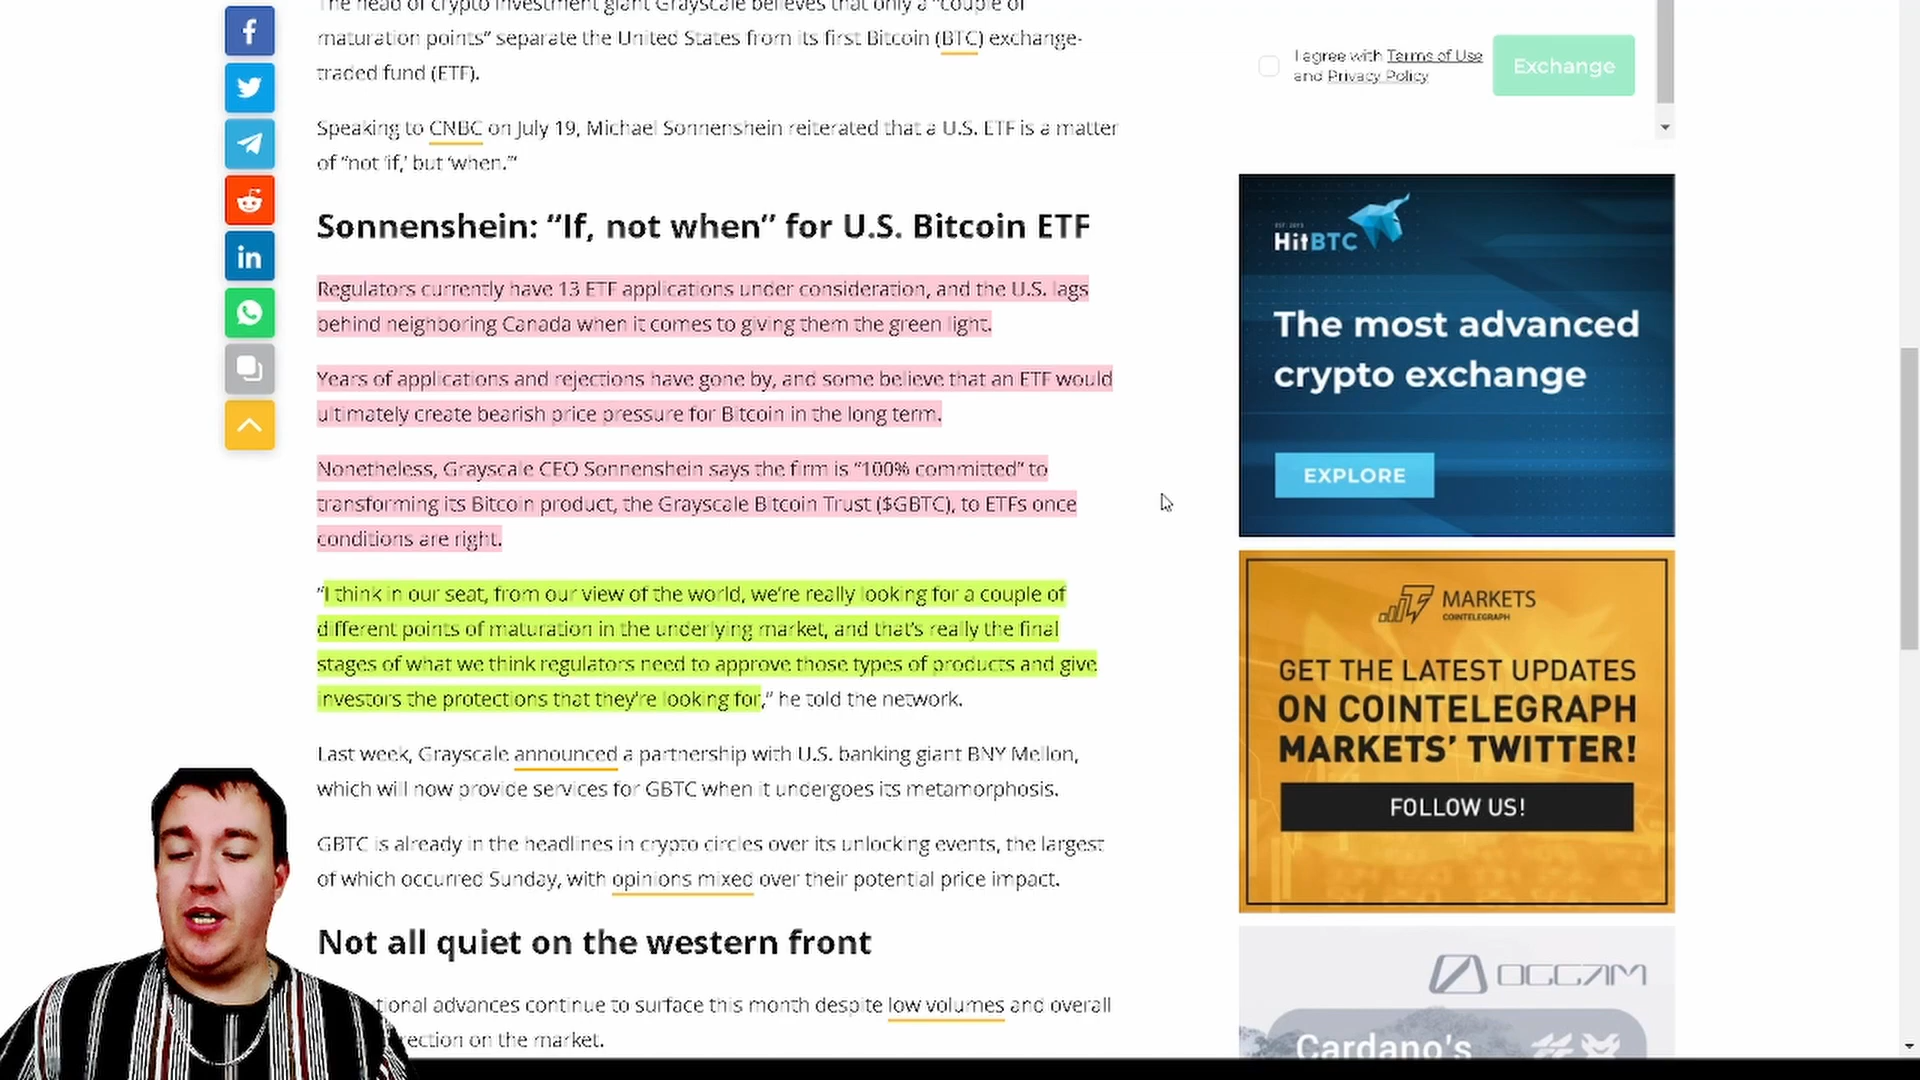 The head of crypto investment giant Grayscale believes that only a “couple of
maturation points” separate the United States from its first Bitcoin (BTC) exchange-
traded fund (ETF).
Speaking to CNBC on July 19, Michael Sonnenshein reiterated that a U.S. ETF is a matter
of “not ‘if,’ but ‘when.’“
Sonnenshein: “If, not when” for U.S. Bitcoin ETF
Regulators currently have 13 ETF applications under consideration, and the U.S. lags
behind neighboring Canada when it comes to giving them the green light.
Years of applications and rejections have gone by, and some believe that an ETF would
ultimately create bearish price pressure for Bitcoin in the long term.
Nonetheless, Grayscale CEO Sonnenshein says the firm is “100% committed” to
transforming its Bitcoin product, the Grayscale Bitcoin Trust ($GBTC), to ETFs once
conditions are right.
“I think in our seat, from our view of the world, we’re really looking for a couple of
different points of maturation in the underlying market, and that’s really the final
stages of what we think regulators need to approve those types of products and give
investors the protections that they’re looking for,” he told the network.
Last week, Grayscale announced a partnership with U.S. banking giant BNY Mellon,
which will now provide services for GBTC when it undergoes its metamorphosis.
GBTC is already in the headlines in crypto circles over its unlocking events, the largest
of which occurred Sunday, with opinions mixed over their potential price impact.
Not all quiet on the western front
tional advances continue to surface this month despite low volumes and overall
ection on the market.
I agree with Terms of Use
and Privacy Policy
Exchange
EST. 2013
HitBTC
The most advanced
crypto exchange
EXPLORE
MARKETS
COINTELEGRAPH
GET THE LATEST UPDATES
ON COINTELEGRAPH
MARKETS’ TWITTER!
FOLLOW US!
OCCAM
Cardano's